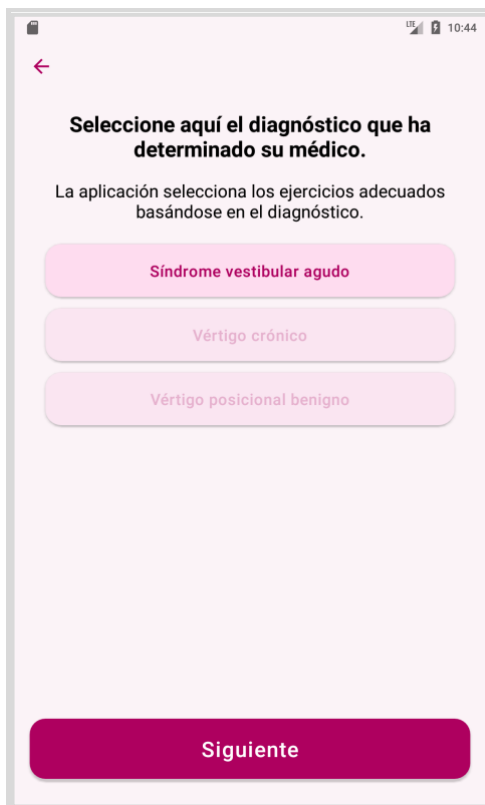 LTE 10:44
Seleccione aquí el diagnóstico que ha
determinado su médico.
La aplicación selecciona los ejercicios adecuados
basándose en el diagnóstico.
Síndrome vestibular agudo
Vértigo crónico
Vértigo posicional benigno
Siguiente